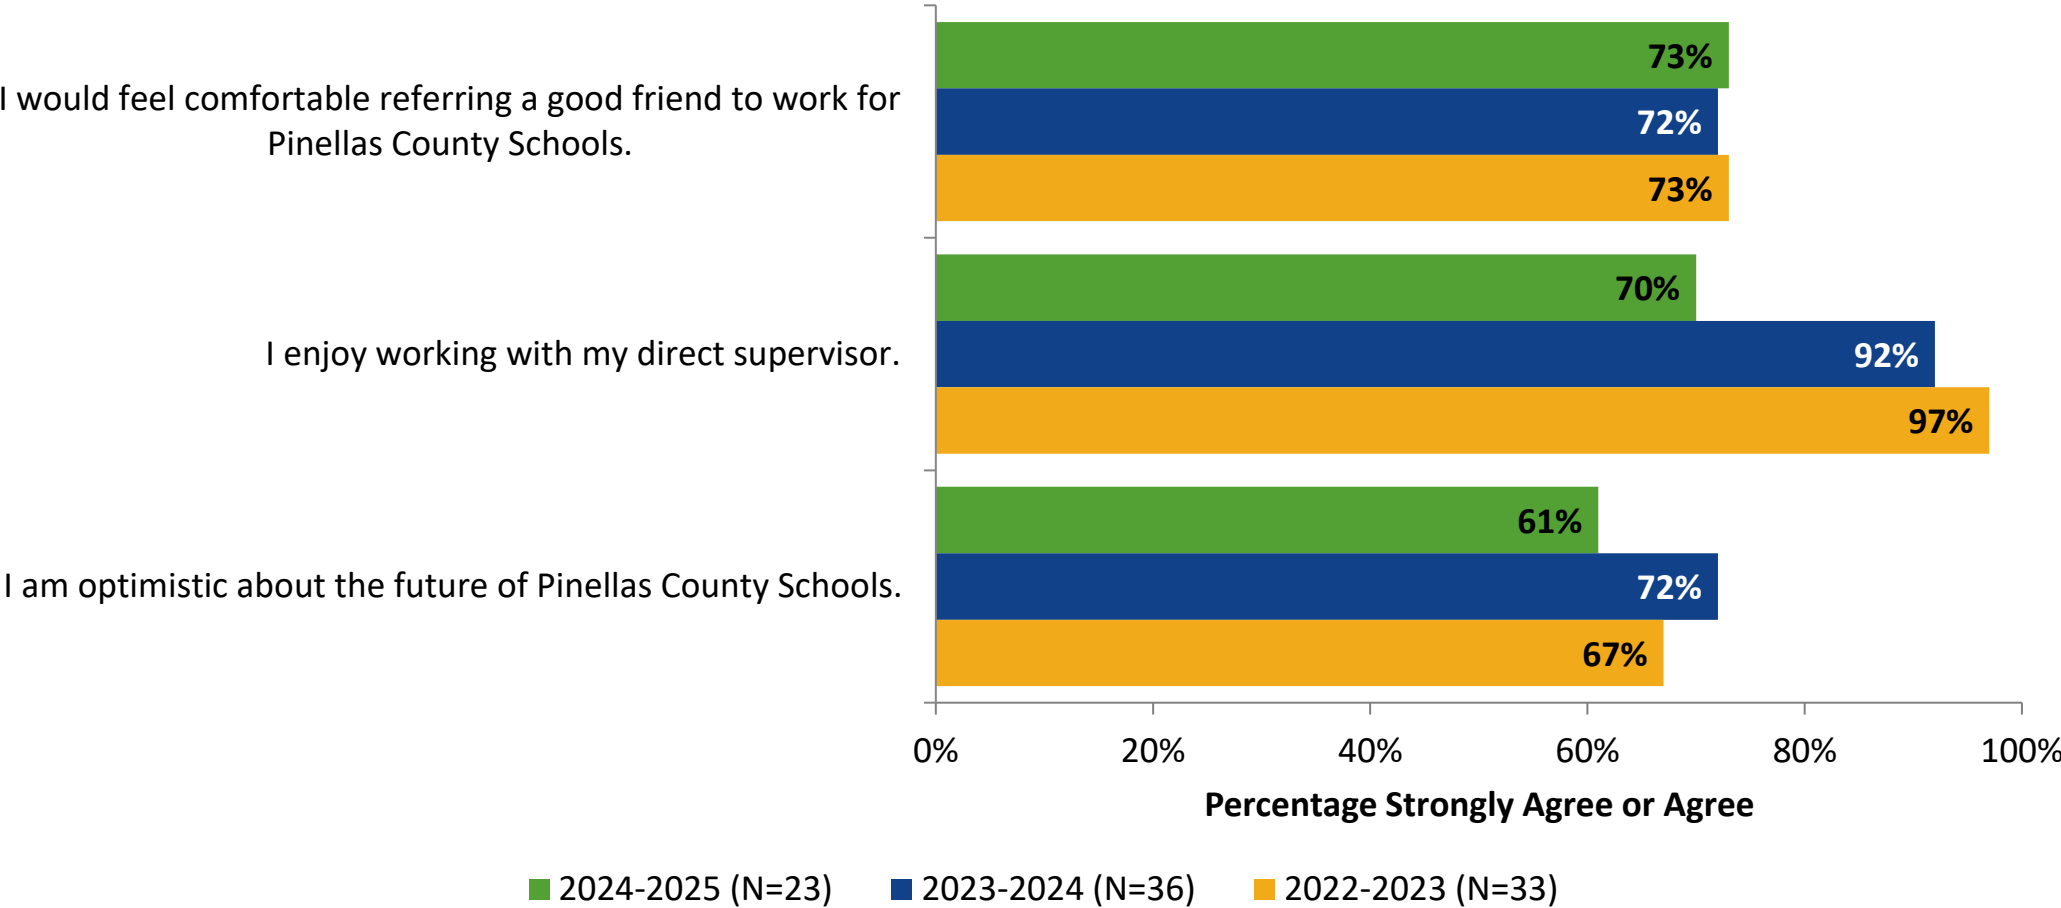 I would feel comfortable referring a good friend to work for
Pinellas County Schools.
73%
72%
73%
I enjoy working with my direct supervisor.
70%
92%
97%
I am optimistic about the future of Pinellas County Schools.
61%
72%
67%
0% 20% 40% 60% 80% 100%
Percentage Strongly Agree or Agree
2024-2025 (N=23) 2023-2024 (N=36) 2022-2023 (N=33)